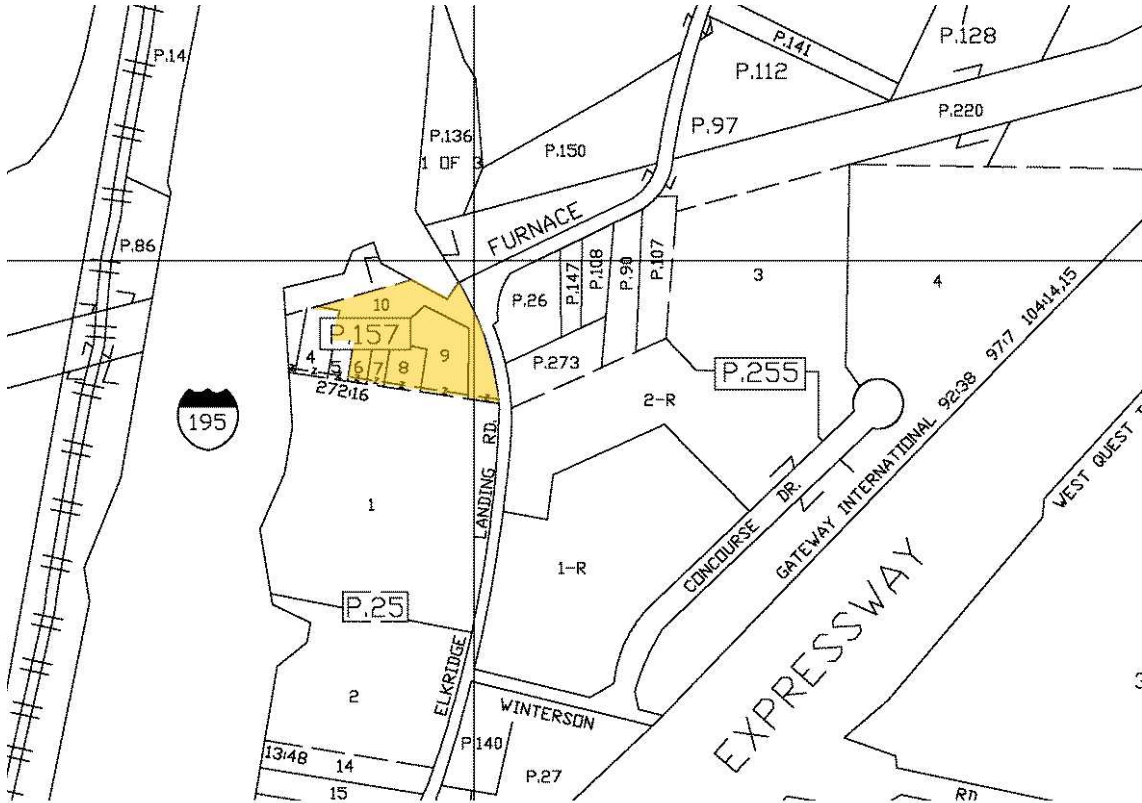 P.14
P.141
P.128
P.112
P.220
P.97
P.136
1 OF 3
P.150
FURNACE
P.86
P.147
P.108
P.90
P.107
3
4
P.26
10
P.157
4
5
6
7
8
9
P.273
P.255
272:16
2-R
195
LANDING RD.
1
CONCOURSE DR.
GATEWAY INTERNATIONAL 92:38 97:7 104:14,15
WEST QUEST
1-R
P.25
EXPRESSWAY
ELKRIDGE
2
WINTERSON
P.140
13:48
14
P.27
15
RD